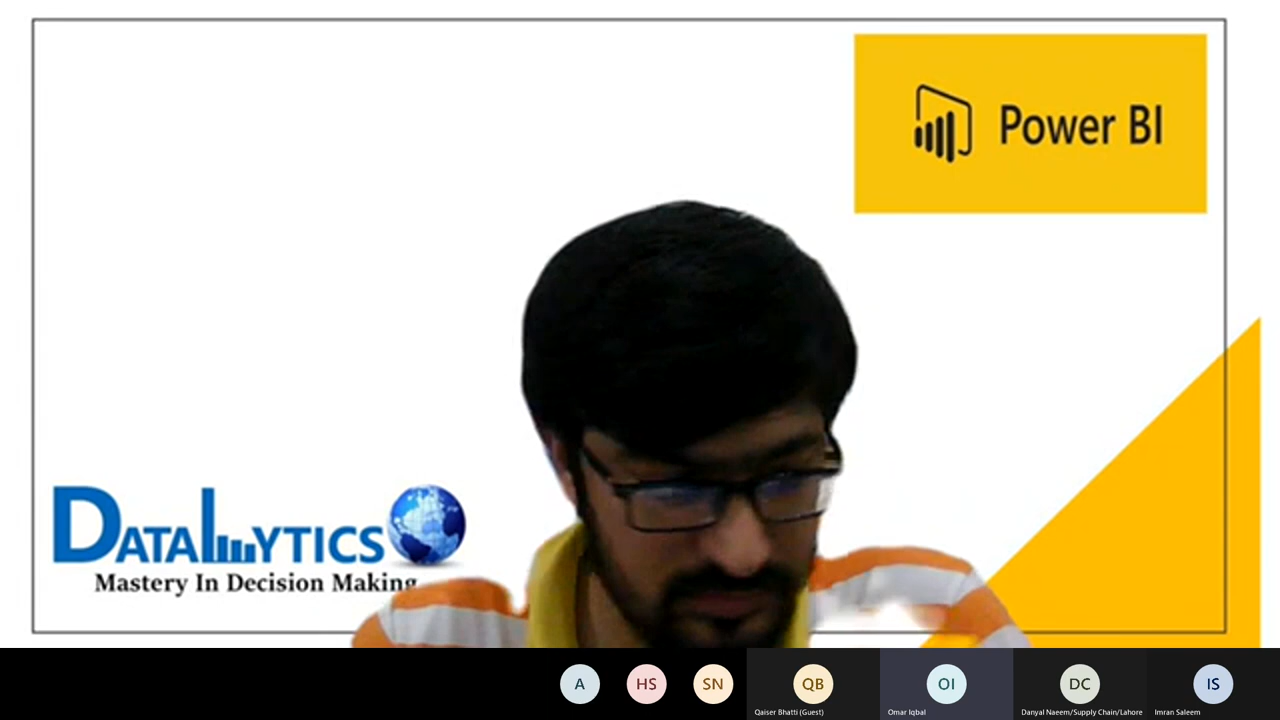 Power BI
DATALYTICS
Mastery In Decision Making
A
HS
SN
QB
OI
DC
IS
Qaiser Bhatti (Guest)
Omar Iqbal
Danyal Naeem/Supply Chain/Lahore
Imran Saleem